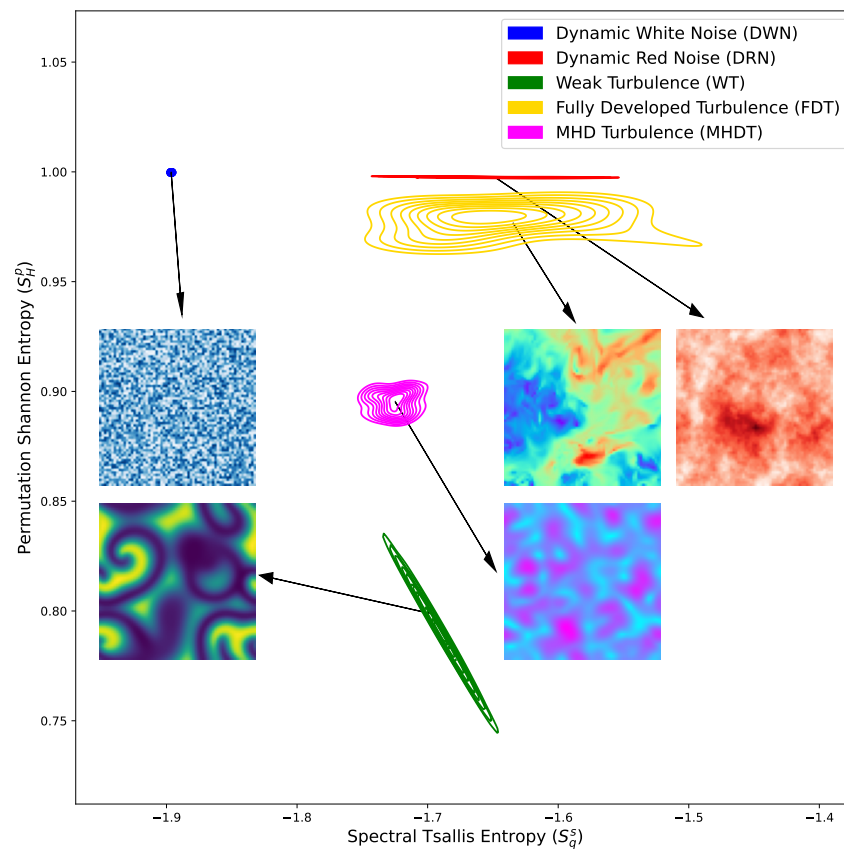 Dynamic White Noise (DWN)
Dynamic Red Noise (DRN)
Weak Turbulence (WT)
Fully Developed Turbulence (FDT)
MHD Turbulence (MHDT)
Permutation Shannon Entropy (S_H^p)
1.05
1.00
0.95
0.90
0.85
0.80
0.75
−1.9
−1.8
−1.7
−1.6
−1.5
−1.4
Spectral Tsallis Entropy (S_q^s)